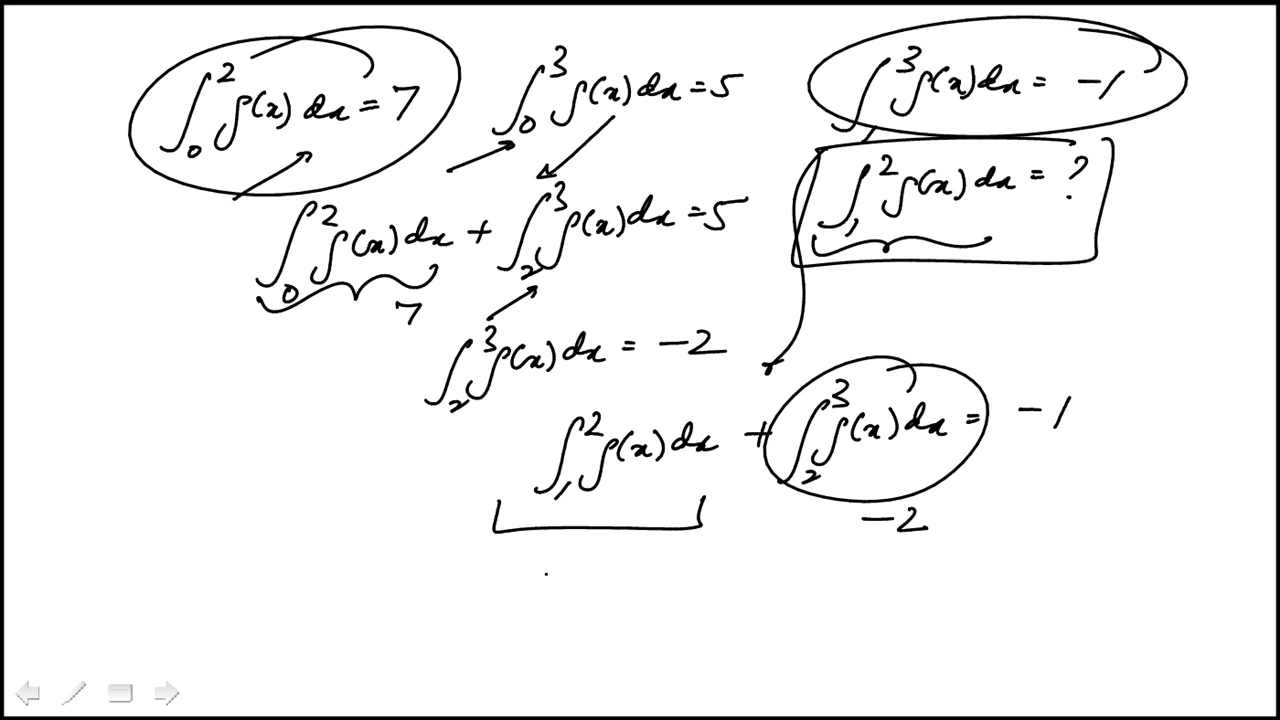 ∫₀² f(x) dx = 7
∫₀³ f(x) dx = 5
∫₁³ f(x) dx = -1
∫₁² f(x) dx = ?
∫₀² f(x) dx + ∫₂³ f(x) dx = 5
7
∫₂³ f(x) dx = -2
∫₁² f(x) dx + ∫₂³ f(x) dx = -1
-2